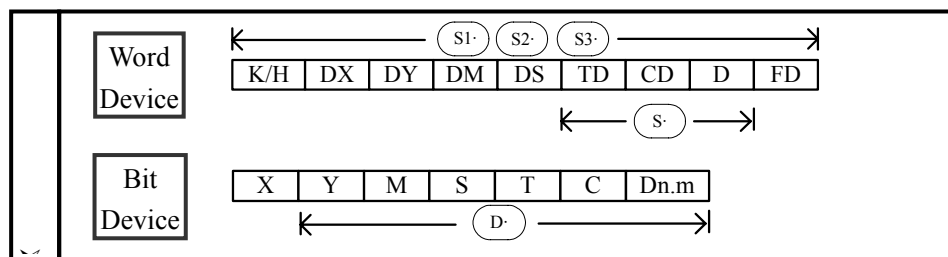 Word
Device
S1· S2· S3·
K/H DX DY DM DS TD CD D FD
S·
Bit
Device
X Y M S T C Dn.m
D·